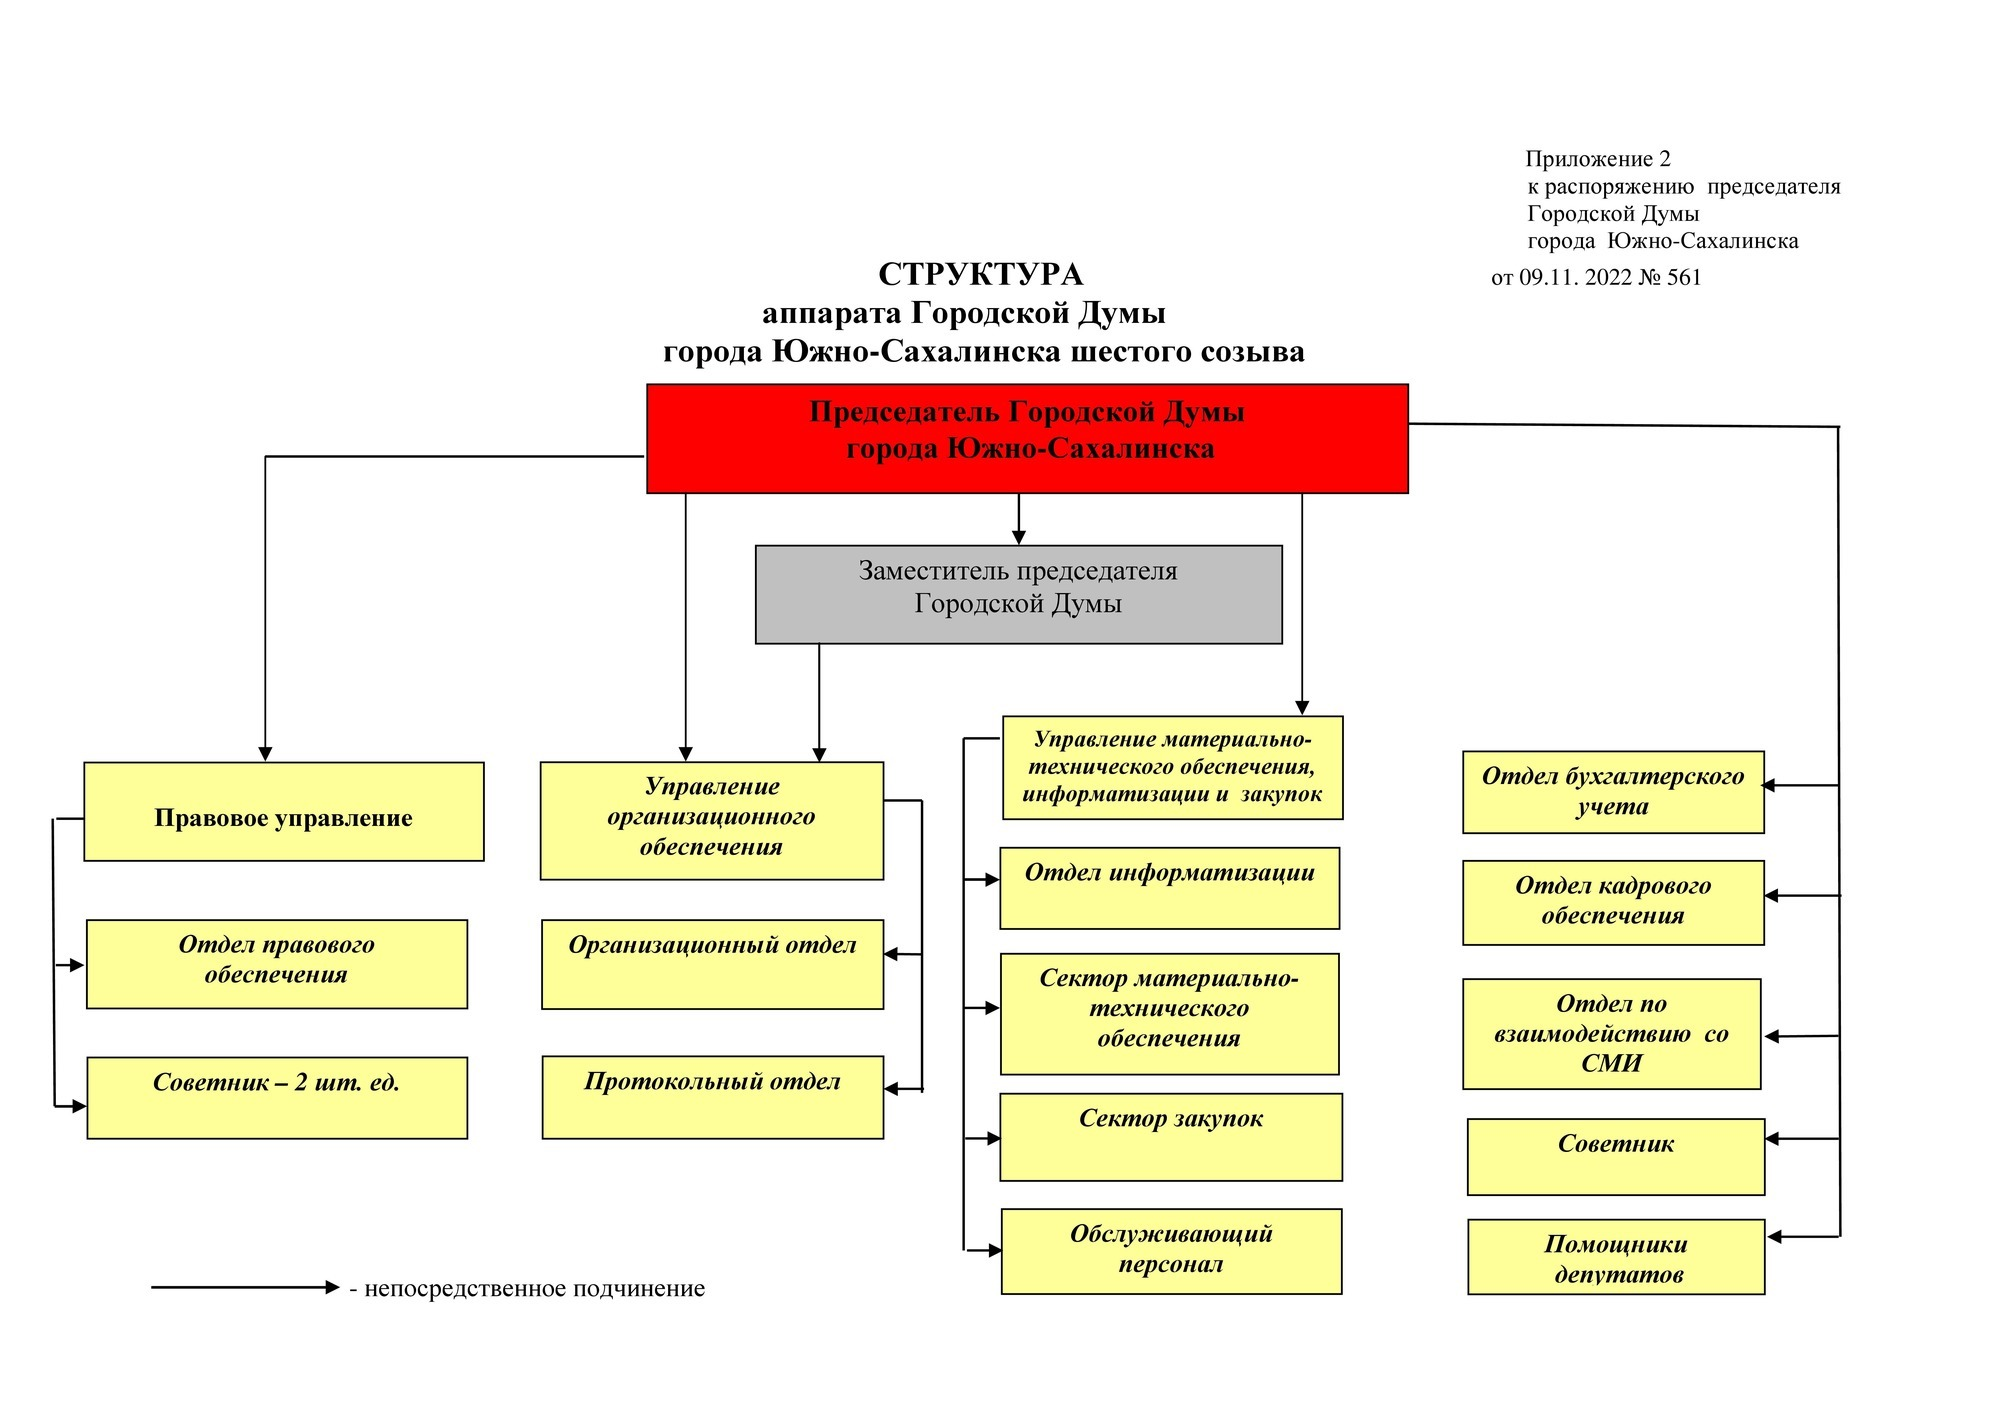 Приложение 2
к распоряжению председателя
Городской Думы
города Южно-Сахалинска
от 09.11. 2022 № 561
СТРУКТУРА
аппарата Городской Думы
города Южно-Сахалинска шестого созыва
Председатель Городской Думы
города Южно-Сахалинска
Заместитель председателя
Городской Думы
Правовое управление
Отдел правового
обеспечения
Советник – 2 шт. ед.
Управление
организационного
обеспечения
Организационный отдел
Протокольный отдел
Управление материально-
технического обеспечения,
информатизации и закупок
Отдел информатизации
Сектор материально-
технического
обеспечения
Сектор закупок
Обслуживающий
персонал
Отдел бухгалтерского
учета
Отдел кадрового
обеспечения
Отдел по
взаимодействию со
СМИ
Советник
Помощники
депутатов
- непосредственное подчинение